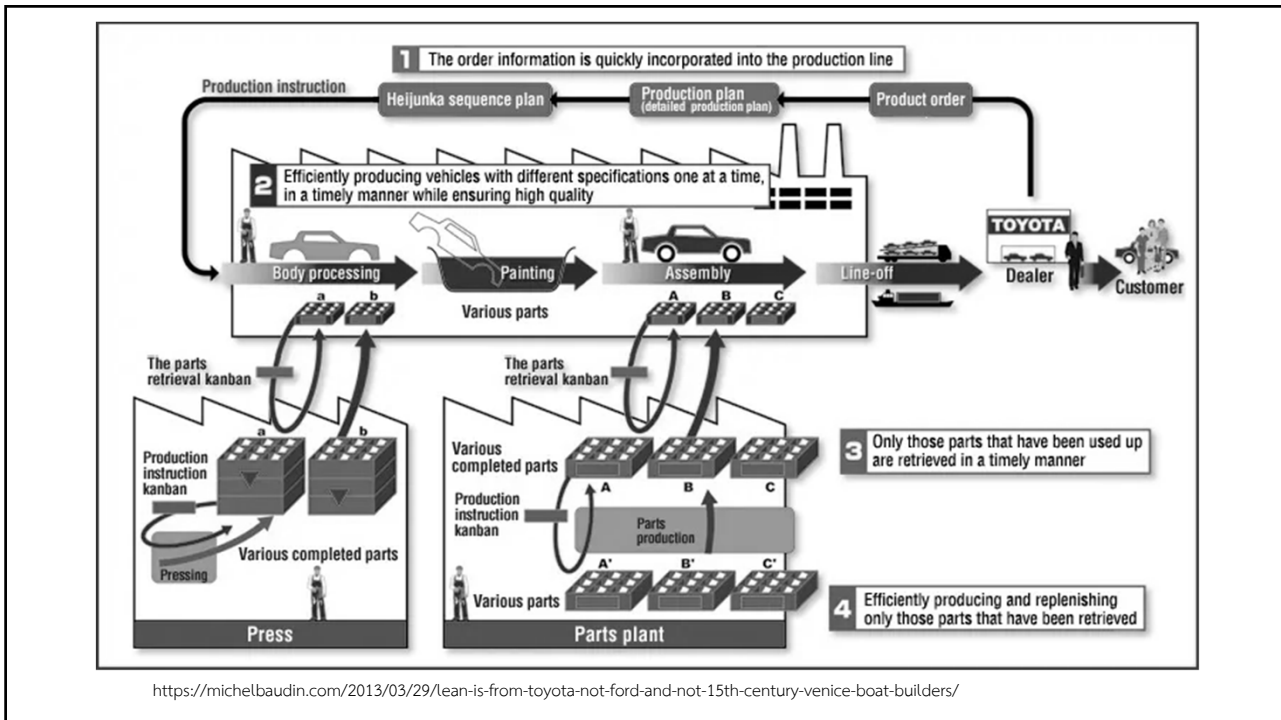 1 The order information is quickly incorporated into the production line
Production instruction
Heijunka sequence plan
Production plan
(detailed production plan)
Product order
2 Efficiently producing vehicles with different specifications one at a time,
in a timely manner while ensuring high quality
TOYOTA
Body processing
Painting
Assembly
Line-off
Dealer
Customer
a b
Various parts
A B C
The parts
retrieval kanban
The parts
retrieval kanban
a b
Production
instruction
kanban
Pressing
Various completed parts
Press
Various
completed parts
A B C
Production
instruction
kanban
Parts
production
A' B' C'
Various parts
Parts plant
3 Only those parts that have been used up
are retrieved in a timely manner
4 Efficiently producing and replenishing
only those parts that have been retrieved
https://michelbaudin.com/2013/03/29/lean-is-from-toyota-not-ford-and-not-15th-century-venice-boat-builders/